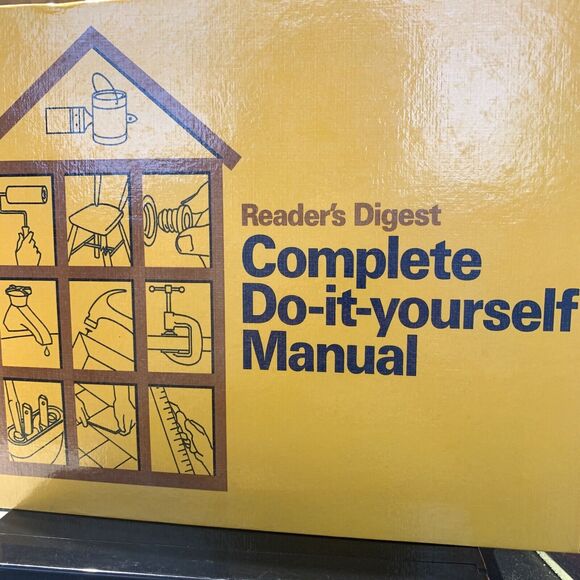 Reader's Digest
Complete
Do-it-yourself
Manual